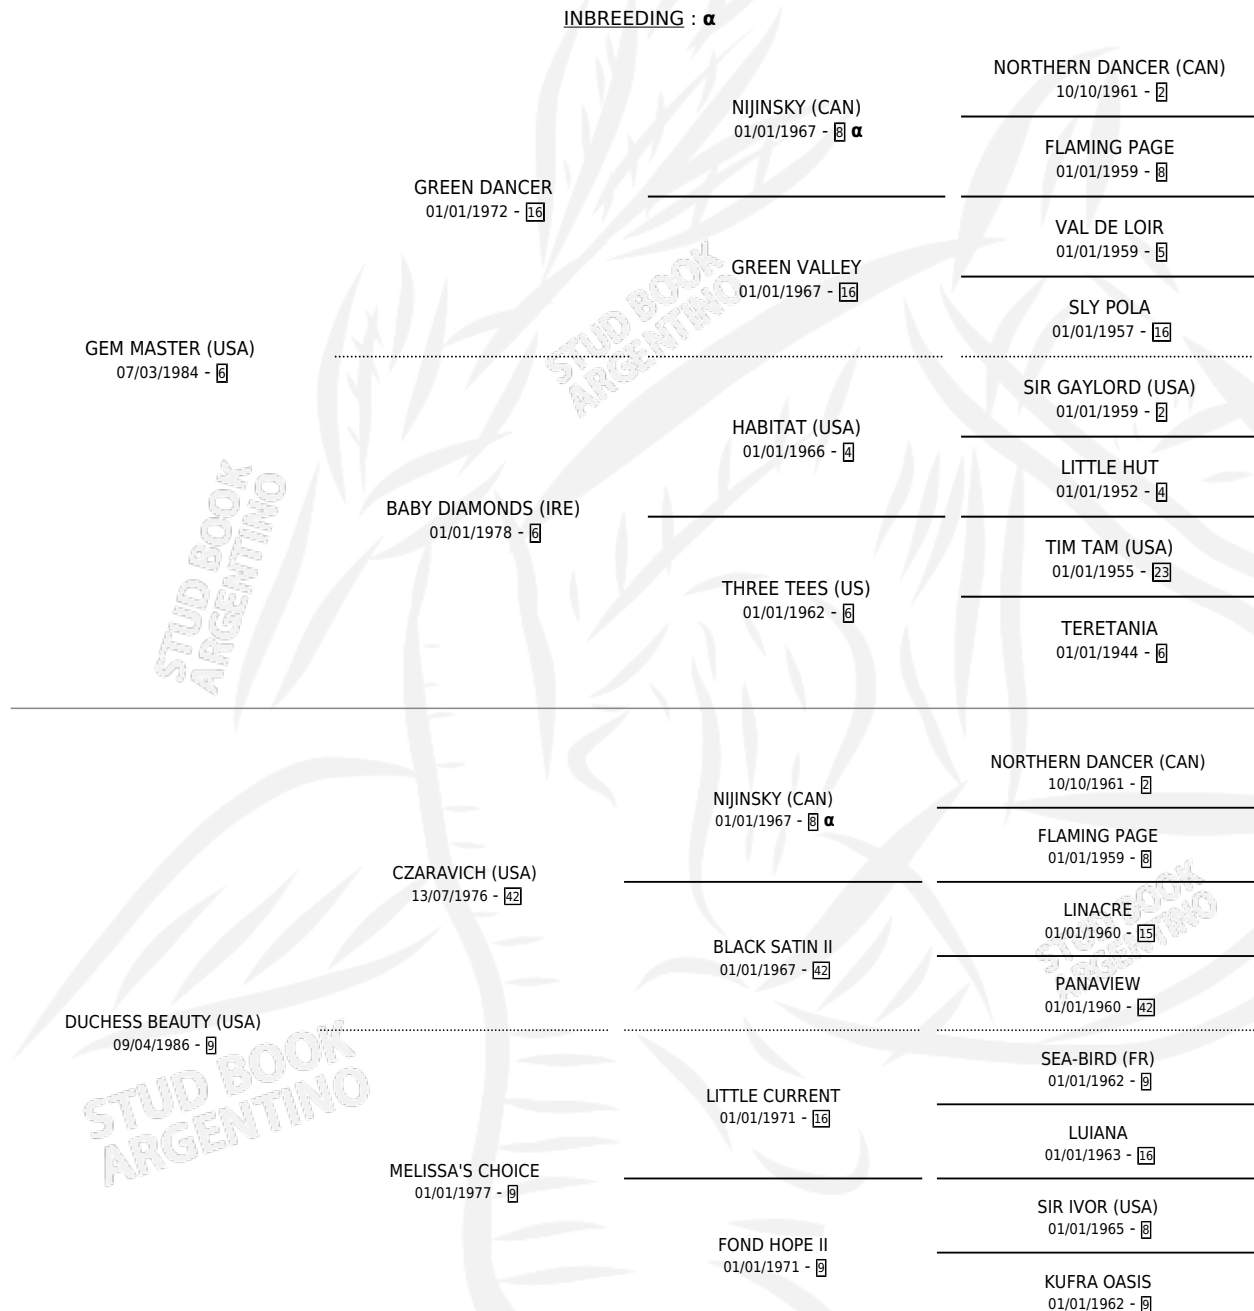 INBREEDING : α
NORTHERN DANCER (CAN)
10/10/1961 - 2
NIJINSKY (CAN)
01/01/1967 - 8 α
FLAMING PAGE
01/01/1959 - 8
GREEN DANCER
01/01/1972 - 16
VAL DE LOIR
01/01/1959 - 5
GREEN VALLEY
01/01/1967 - 16
SLY POLA
01/01/1957 - 16
GEM MASTER (USA)
07/03/1984 - 6
SIR GAYLORD (USA)
01/01/1959 - 2
HABITAT (USA)
01/01/1966 - 4
LITTLE HUT
01/01/1952 - 4
BABY DIAMONDS (IRE)
01/01/1978 - 6
TIM TAM (USA)
01/01/1955 - 23
THREE TEES (US)
01/01/1962 - 6
TERETANIA
01/01/1944 - 6
NORTHERN DANCER (CAN)
10/10/1961 - 2
NIJINSKY (CAN)
01/01/1967 - 8 α
FLAMING PAGE
01/01/1959 - 8
CZARAVICH (USA)
13/07/1976 - 42
LINACRE
01/01/1960 - 15
BLACK SATIN II
01/01/1967 - 42
PANAVIEW
01/01/1960 - 42
DUCHESS BEAUTY (USA)
09/04/1986 - 9
SEA-BIRD (FR)
01/01/1962 - 9
LITTLE CURRENT
01/01/1971 - 16
LUIANA
01/01/1963 - 16
MELISSA'S CHOICE
01/01/1977 - 9
SIR IVOR (USA)
01/01/1965 - 8
FOND HOPE II
01/01/1971 - 9
KUFRA OASIS
01/01/1962 - 9
STUD BOOK
ARGENTINO
STUD BOOK
ARGENTINO
STUD BOOK
ARGENTINO
STUD BOOK
ARGENTINO